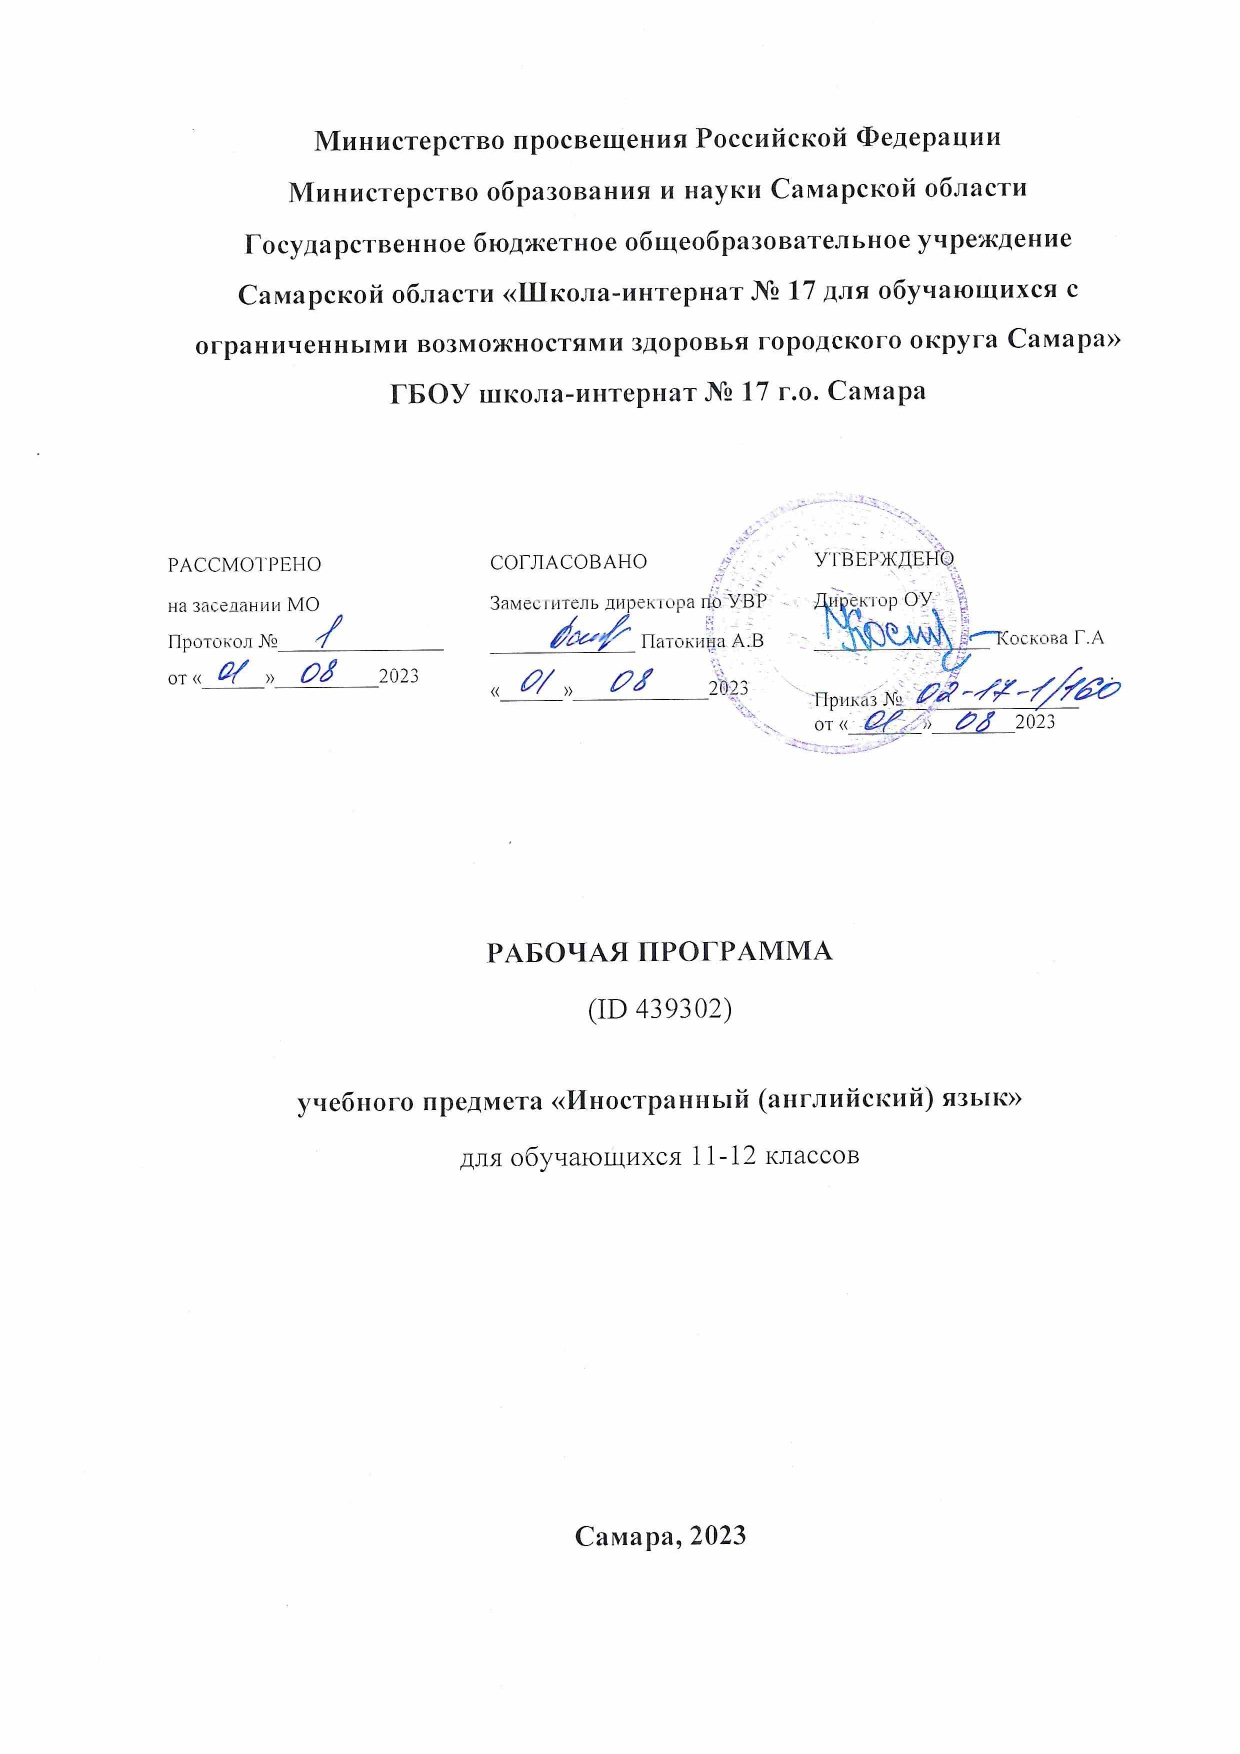 Министерство просвещения Российской Федерации
Министерство образования и науки Самарской области
Государственное бюджетное общеобразовательное учреждение
Самарской области «Школа-интернат № 17 для обучающихся с
ограниченными возможностями здоровья городского округа Самара»
ГБОУ школа-интернат № 17 г.о. Самара
РАССМОТРЕНО
на заседании МО
Протокол № 1
от « 01 » 08 2023
СОГЛАСОВАНО
Заместитель директора по УВР
Патокина А.В
« 01 » 08 2023
УТВЕРЖДЕНО
Директор ОУ
Коскова Г.А
Приказ № 02-17-1/160
от « 01 » 08 2023
РАБОЧАЯ ПРОГРАММА
(ID 439302)
учебного предмета «Иностранный (английский) язык»
для обучающихся 11-12 классов
Самара, 2023